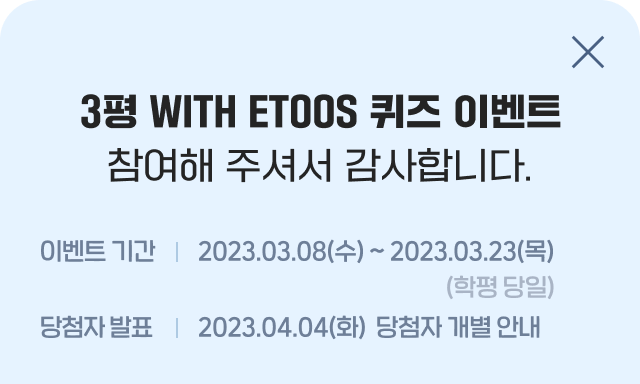 3평 WITH ETOOS 퀴즈 이벤트
참여해 주셔서 감사합니다.
이벤트 기간 | 2023.03.08(수) ~ 2023.03.23(목)
(학평 당일)
당첨자 발표 | 2023.04.04(화) 당첨자 개별 안내